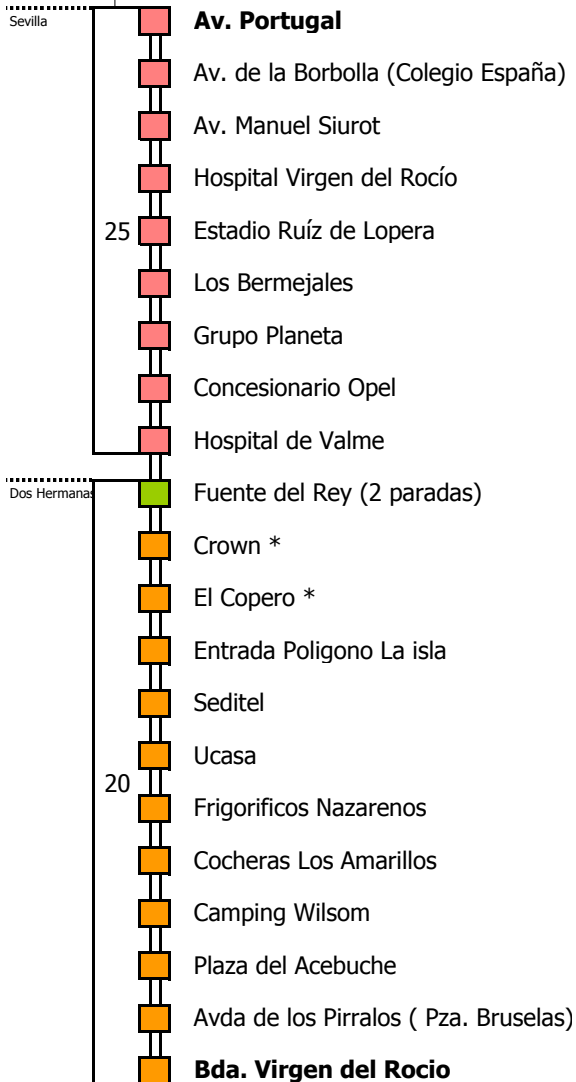 Sevilla
Av. Portugal
Av. de la Borbolla (Colegio España)
Av. Manuel Siurot
Hospital Virgen del Rocío
25
Estadio Ruíz de Lopera
Los Bermejales
Grupo Planeta
Concesionario Opel
Hospital de Valme
Dos Hermanas
Fuente del Rey (2 paradas)
Crown *
El Copero *
Entrada Poligono La isla
Seditel
Ucasa
20
Frigorificos Nazarenos
Cocheras Los Amarillos
Camping Wilsom
Plaza del Acebuche
Avda de los Pirralos ( Pza. Bruselas)
Bda. Virgen del Rocio